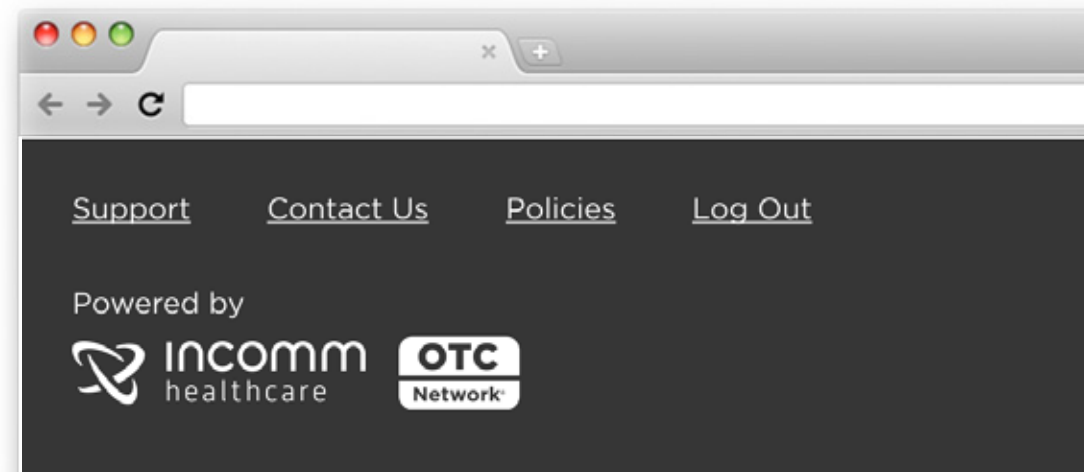 Support Contact Us Policies Log Out
Powered by
incomm healthcare
OTC Network